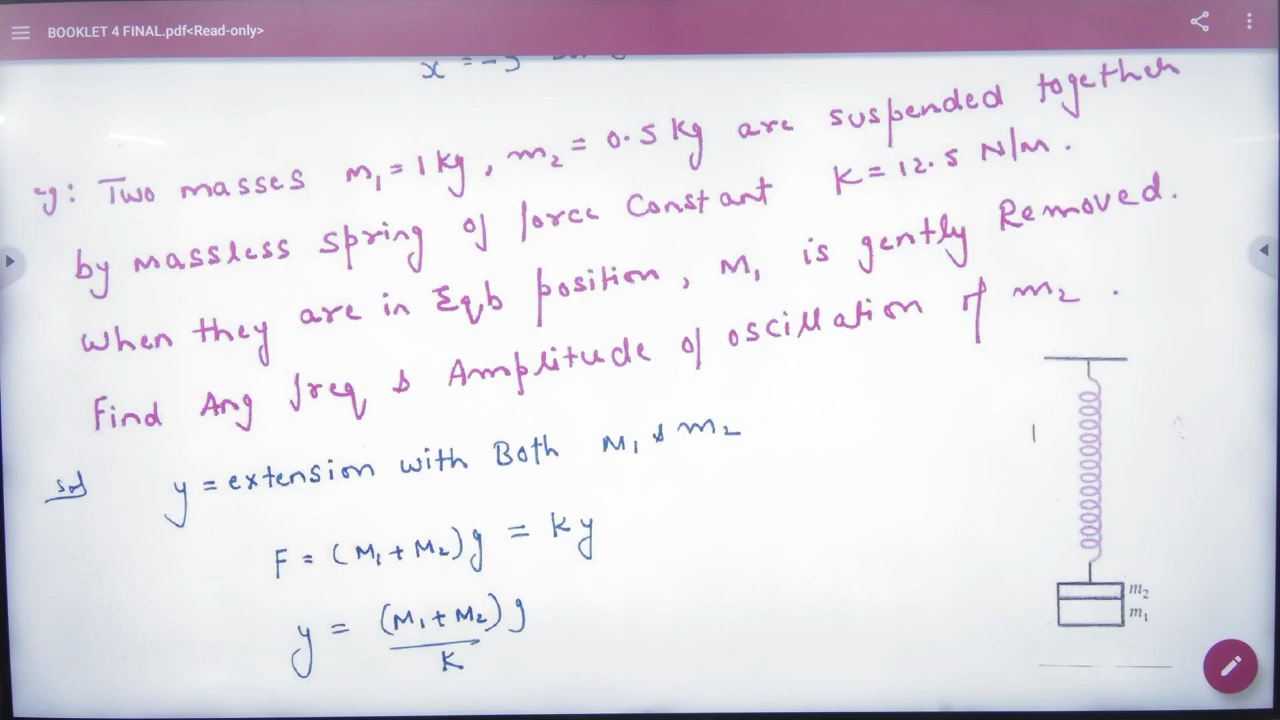 BOOKLET 4 FINAL.pdf<Read-only>
eg: Two masses m₁ = 1 kg, m₂ = 0.5 kg are suspended together
by massless spring of force Constant K = 12.5 N/m.
When they are in Eqb position, M₁ is gently Removed.
Find Ang freq & Amplitude of oscillation of m₂.
Sol y = extension with Both M₁ & m₂
F = (M₁ + M₂)g = Ky
y = (M₁ + M₂)g
K
m₂
m₁